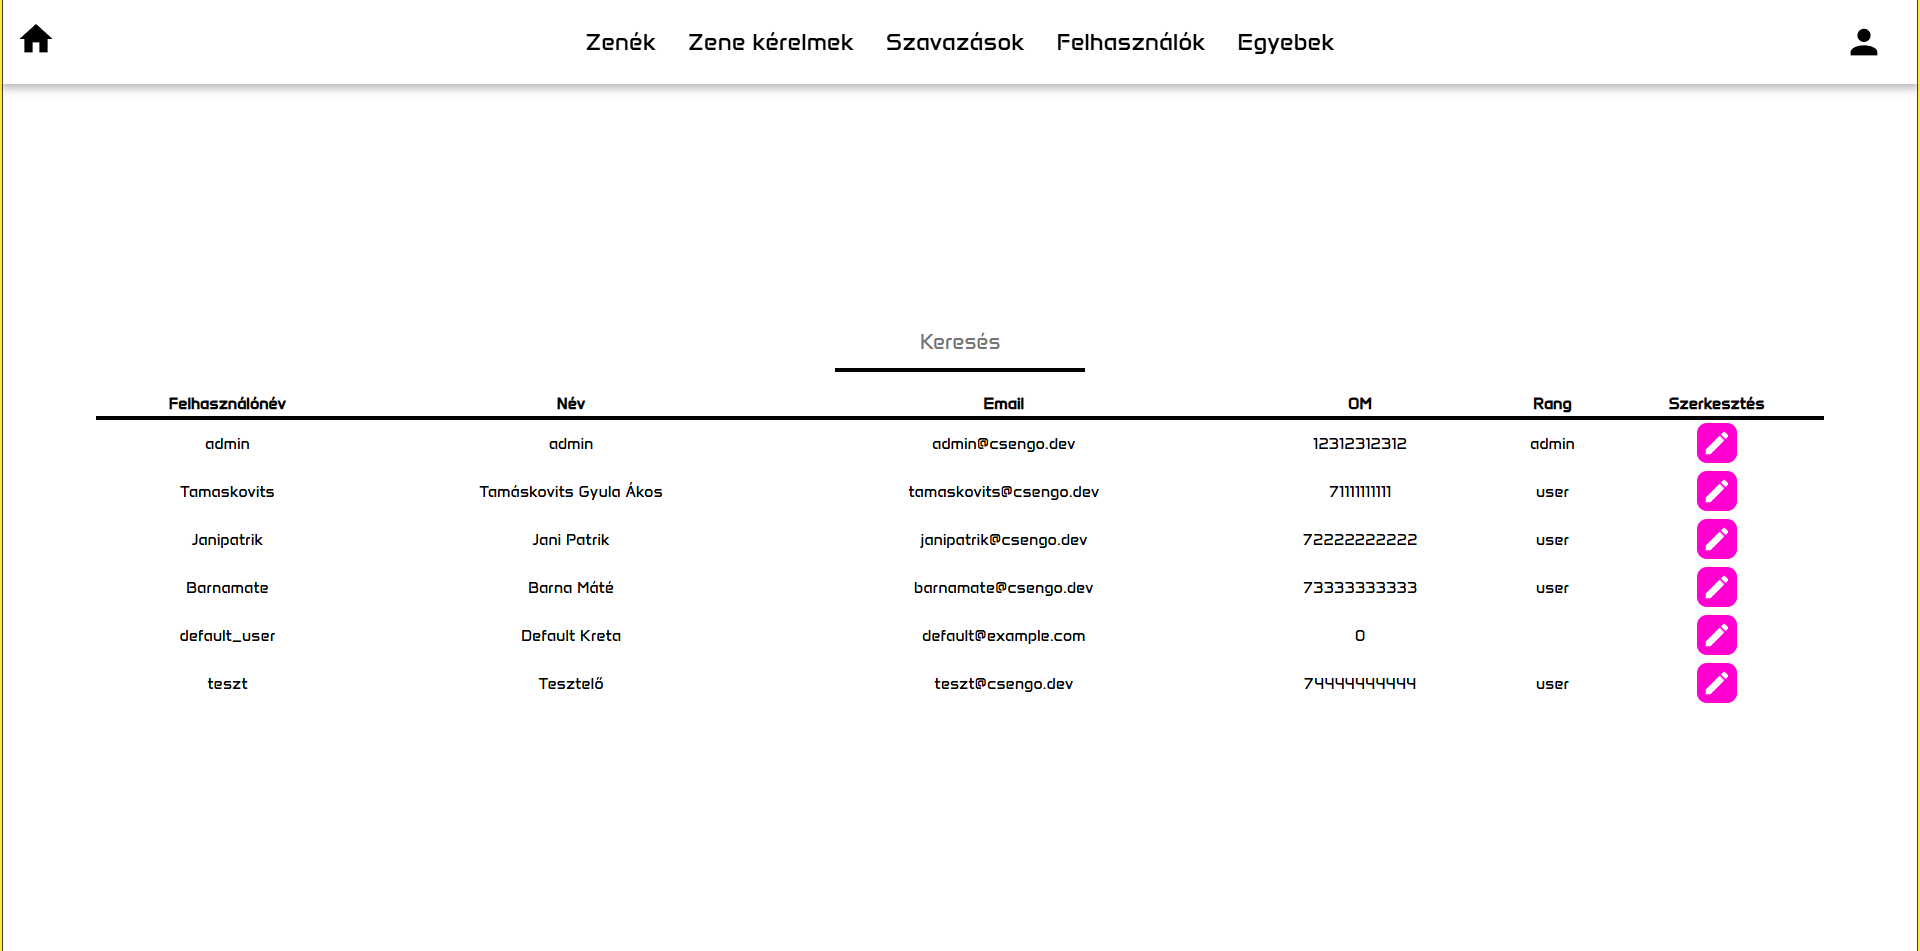 Zenék Zene kérelmek Szavazások Felhasználók Egyebek
Keresés
Felhasználónév Név Email OM Rang Szerkesztés
admin admin admin@csengo.dev 12312312312 admin
Tamaskovits Tamáskovits Gyula Ákos tamaskovits@csengo.dev 71111111111 user
Janipatrik Jani Patrik janipatrik@csengo.dev 72222222222 user
Barnamate Barna Máté barnamate@csengo.dev 73333333333 user
default_user Default Kreta default@example.com 0
teszt Tesztelő teszt@csengo.dev 74444444444 user